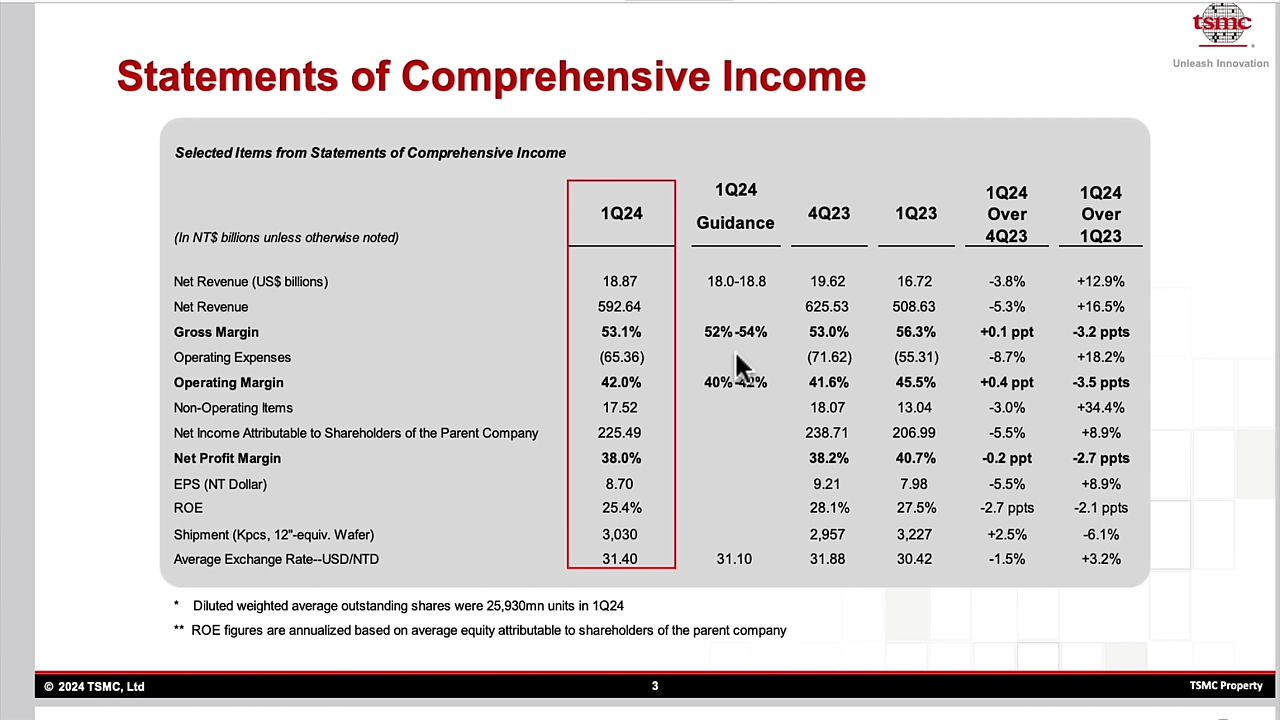 tsmc
Unleash Innovation
Statements of Comprehensive Income
Selected Items from Statements of Comprehensive Income
(In NT$ billions unless otherwise noted) 1Q24 1Q24 Guidance 4Q23 1Q23 1Q24 Over 4Q23 1Q24 Over 1Q23
Net Revenue (US$ billions) 18.87 18.0-18.8 19.62 16.72 -3.8% +12.9%
Net Revenue 592.64 625.53 508.63 -5.3% +16.5%
Gross Margin 53.1% 52%-54% 53.0% 56.3% +0.1 ppt -3.2 ppts
Operating Expenses (65.36) (71.62) (55.31) -8.7% +18.2%
Operating Margin 42.0% 40%-42% 41.6% 45.5% +0.4 ppt -3.5 ppts
Non-Operating Items 17.52 18.07 13.04 -3.0% +34.4%
Net Income Attributable to Shareholders of the Parent Company 225.49 238.71 206.99 -5.5% +8.9%
Net Profit Margin 38.0% 38.2% 40.7% -0.2 ppt -2.7 ppts
EPS (NT Dollar) 8.70 9.21 7.98 -5.5% +8.9%
ROE 25.4% 28.1% 27.5% -2.7 ppts -2.1 ppts
Shipment (Kpcs, 12"-equiv. Wafer) 3,030 2,957 3,227 +2.5% -6.1%
Average Exchange Rate--USD/NTD 31.40 31.10 31.88 30.42 -1.5% +3.2%
* Diluted weighted average outstanding shares were 25,930mn units in 1Q24
** ROE figures are annualized based on average equity attributable to shareholders of the parent company
© 2024 TSMC, Ltd 3 TSMC Property